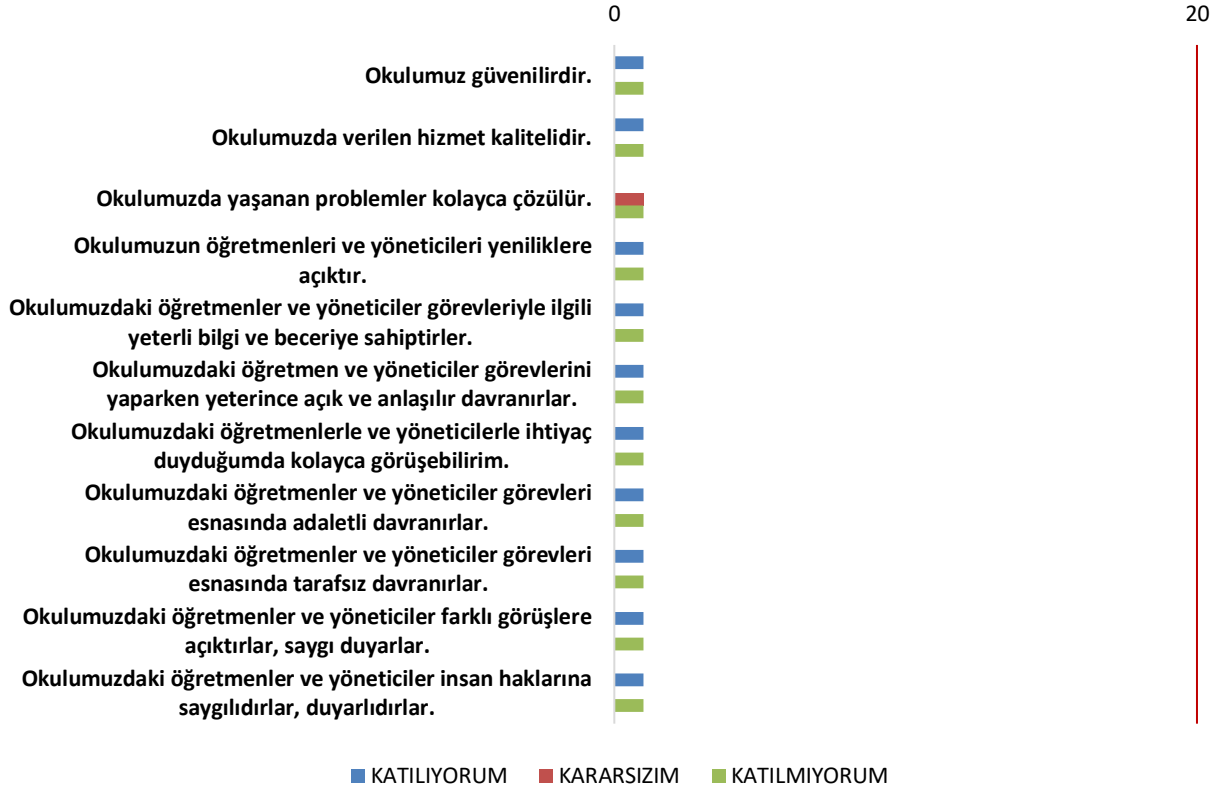 0 20
Okulumuz güvenilirdir.
Okulumuzda verilen hizmet kalitelidir.
Okulumuzda yaşanan problemler kolayca çözülür.
Okulumuzun öğretmenleri ve yöneticileri yeniliklere
açıktır.
Okulumuzdaki öğretmenler ve yöneticiler görevleriyle ilgili
yeterli bilgi ve beceriye sahiptirler.
Okulumuzdaki öğretmen ve yöneticiler görevlerini
yaparken yeterince açık ve anlaşılır davranırlar.
Okulumuzdaki öğretmenlerle ve yöneticilerle ihtiyaç
duyduğumda kolayca görüşebilirim.
Okulumuzdaki öğretmenler ve yöneticiler görevleri
esnasında adaletli davranırlar.
Okulumuzdaki öğretmenler ve yöneticiler görevleri
esnasında tarafsız davranırlar.
Okulumuzdaki öğretmenler ve yöneticiler farklı görüşlere
açıktırlar, saygı duyarlar.
Okulumuzdaki öğretmenler ve yöneticiler insan haklarına
saygılıdırlar, duyarlıdırlar.
KATILIYORUM KARARSIZIM KATILMIYORUM